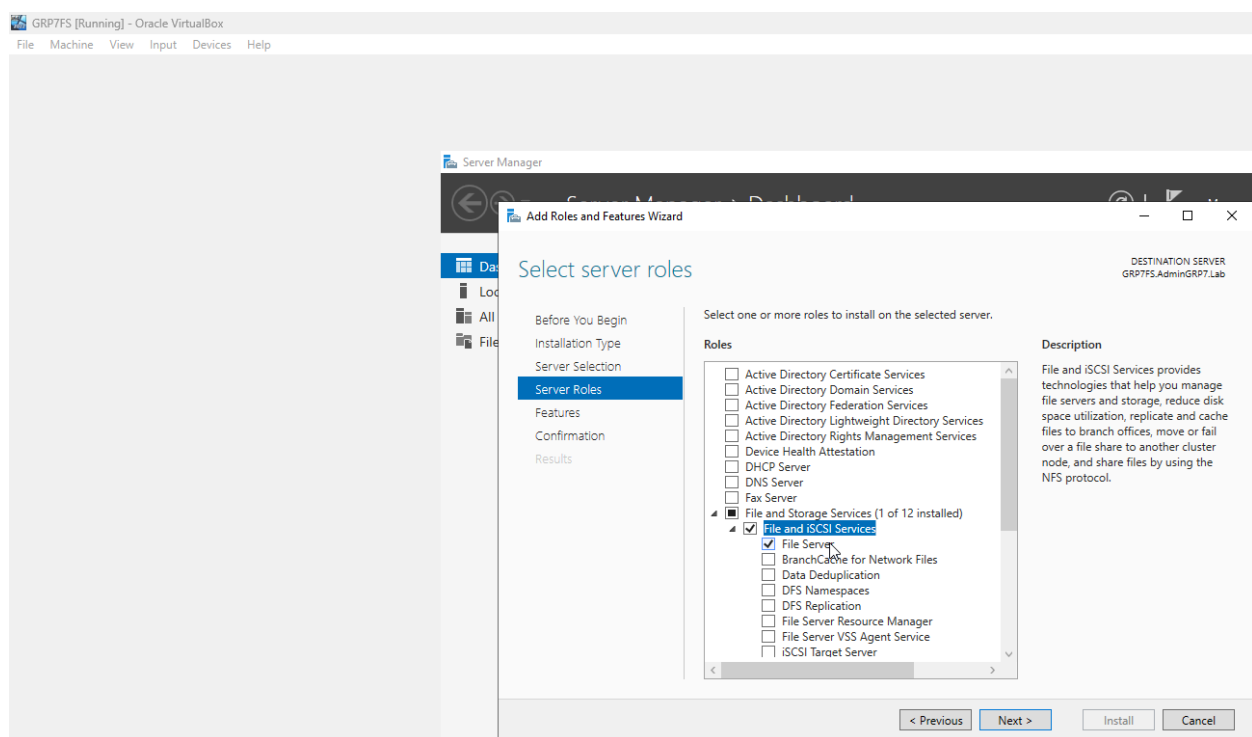 GRP7FS [Running] - Oracle VirtualBox
File Machine View Input Devices Help
Server Manager
Add Roles and Features Wizard
Select server roles
DESTINATION SERVER
GRP7FS.AdminGRP7.Lab
Before You Begin
Installation Type
Server Selection
Server Roles
Features
Confirmation
Results
Select one or more roles to install on the selected server.
Roles
Active Directory Certificate Services
Active Directory Domain Services
Active Directory Federation Services
Active Directory Lightweight Directory Services
Active Directory Rights Management Services
Device Health Attestation
DHCP Server
DNS Server
Fax Server
File and Storage Services (1 of 12 installed)
File and iSCSI Services
File Server
BranchCache for Network Files
Data Deduplication
DFS Namespaces
DFS Replication
File Server Resource Manager
File Server VSS Agent Service
iSCSI Target Server
Description
File and iSCSI Services provides
technologies that help you manage
file servers and storage, reduce disk
space utilization, replicate and cache
files to branch offices, move or fail
over a file share to another cluster
node, and share files by using the
NFS protocol.
All
File
< Previous
Next >
Install
Cancel